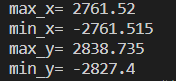 max_x= 2761.52
min_x= -2761.515
max_y= 2838.735
min_y= -2827.4